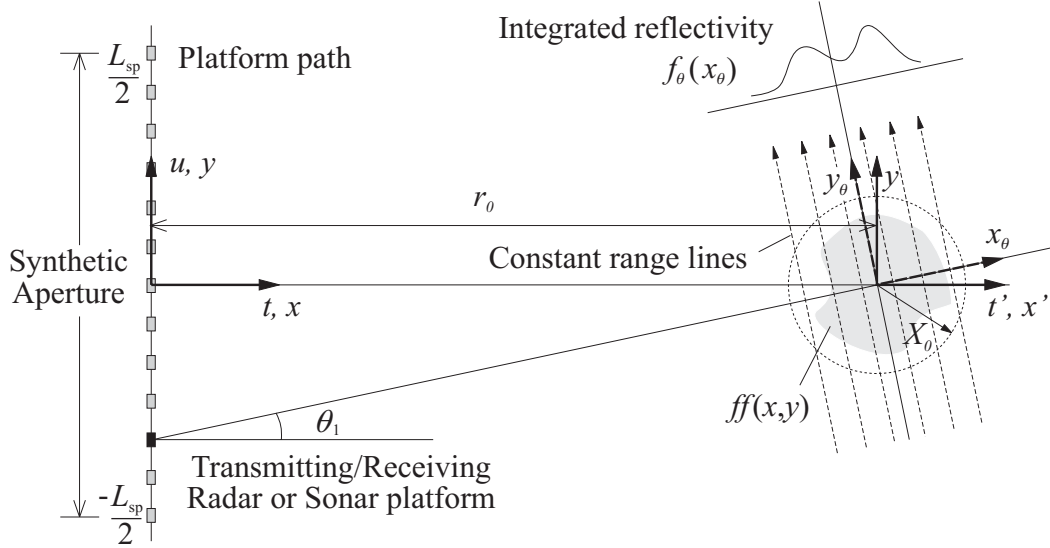 Integrated reflectivity
f_θ(x_θ)
L_sp
2
Platform path
u, y
y_θ
y
r_0
x_θ
Constant range lines
Synthetic
Aperture
t, x
t', x'
X_0
ff(x,y)
θ_1
Transmitting/Receiving
Radar or Sonar platform
-L_sp
2